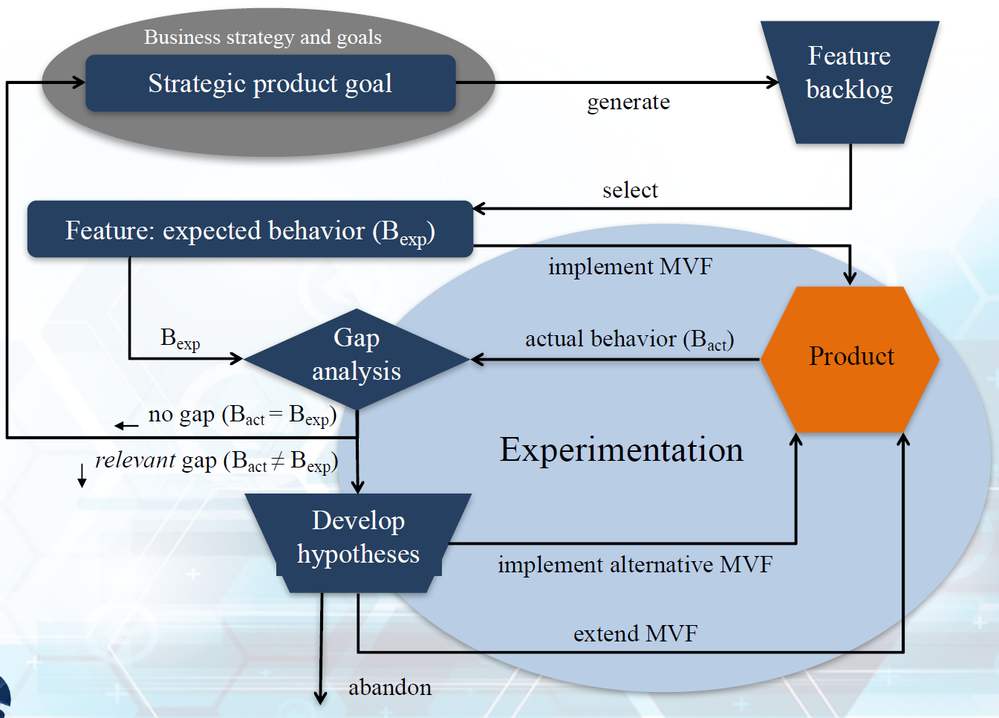 Business strategy and goals
Strategic product goal
Feature
backlog
generate
select
Feature: expected behavior (Bexp)
implement MVF
Bexp
Gap
analysis
actual behavior (Bact)
Product
no gap (Bact = Bexp)
relevant gap (Bact ≠ Bexp)
Experimentation
Develop
hypotheses
implement alternative MVF
extend MVF
abandon